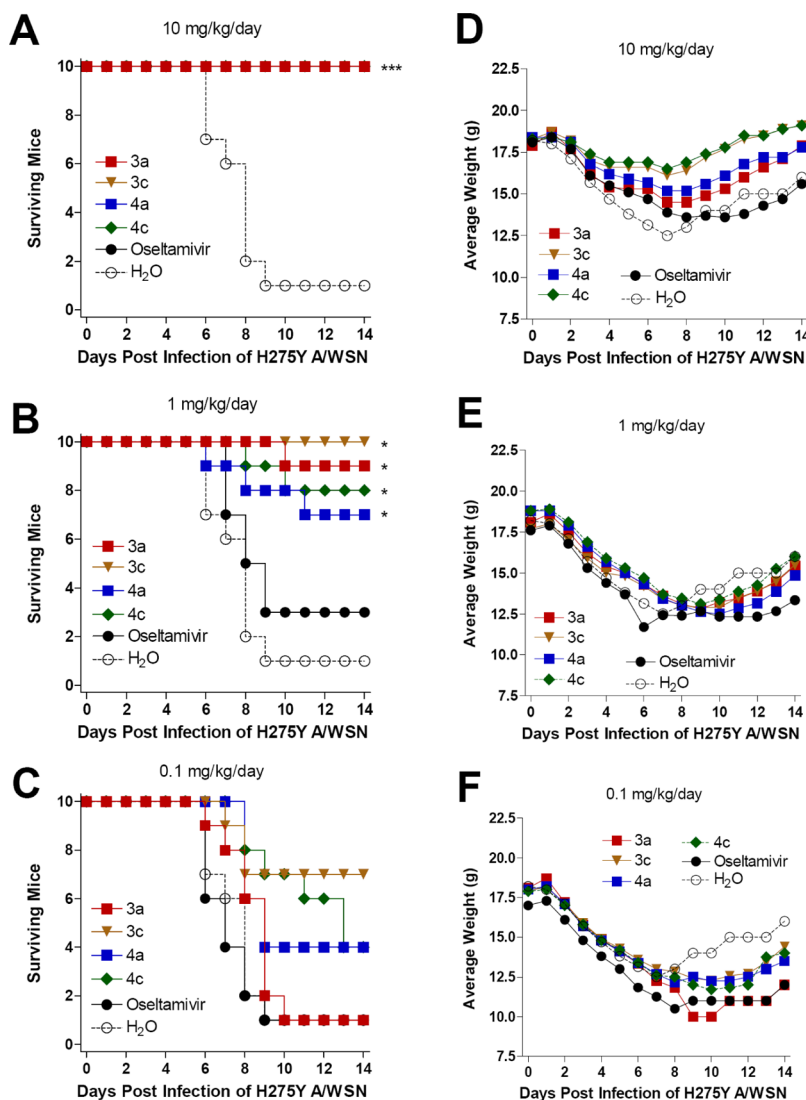 A
10 mg/kg/day
Surviving Mice
10
8
6
4
2
0
***
3a
3c
4a
4c
Oseltamivir
H₂O
0 2 4 6 8 10 12 14
Days Post Infection of H275Y A/WSN
D
10 mg/kg/day
Average Weight (g)
22.5
20.0
17.5
15.0
12.5
10.0
7.5
3a
3c
4a
4c
Oseltamivir
H₂O
0 2 4 6 8 10 12 14
Days Post Infection of H275Y A/WSN
B
1 mg/kg/day
Surviving Mice
10
8
6
4
2
0
*
*
*
*
3a
3c
4a
4c
Oseltamivir
H₂O
0 2 4 6 8 10 12 14
Days Post Infection of H275Y A/WSN
E
1 mg/kg/day
Average Weight (g)
22.5
20.0
17.5
15.0
12.5
10.0
7.5
3a
3c
4a
4c
Oseltamivir
H₂O
0 2 4 6 8 10 12 14
Days Post Infection of H275Y A/WSN
C
0.1 mg/kg/day
Surviving Mice
10
8
6
4
2
0
3a
3c
4a
4c
Oseltamivir
H₂O
0 2 4 6 8 10 12 14
Days Post Infection of H275Y A/WSN
F
0.1 mg/kg/day
Average Weight (g)
22.5
20.0
17.5
15.0
12.5
10.0
7.5
3a
3c
4a
4c
Oseltamivir
H₂O
0 2 4 6 8 10 12 14
Days Post Infection of H275Y A/WSN